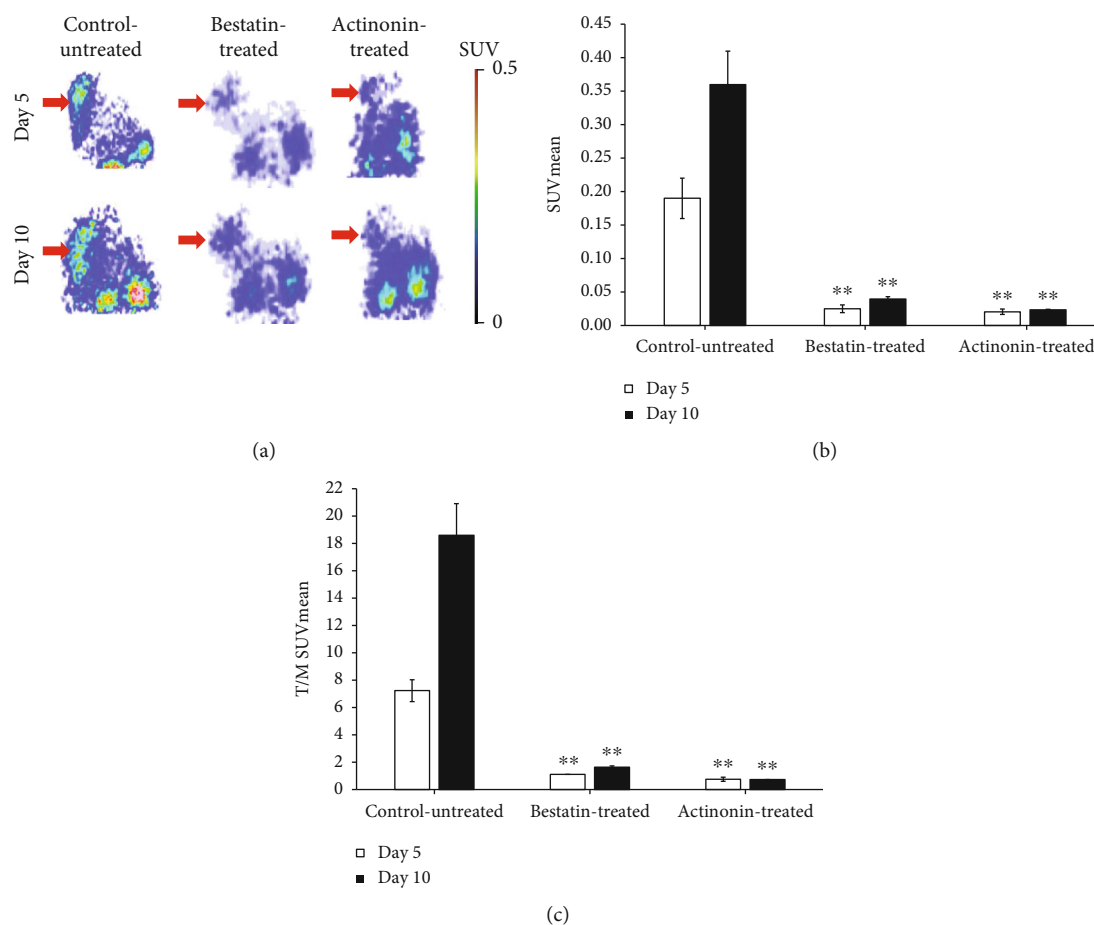 Control-
untreated
Bestatin-
treated
Actinonin-
treated
SUV
0.5
0
Day 5
Day 10
(a)
SUVmean
0.45
0.40
0.35
0.30
0.25
0.20
0.15
0.10
0.05
0.00
** ** ** **
Control-untreated Bestatin-treated Actinonin-treated
Day 5
Day 10
(b)
T/M SUVmean
22
20
18
16
14
12
10
8
6
4
2
0
** ** ** **
Control-untreated Bestatin-treated Actinonin-treated
Day 5
Day 10
(c)